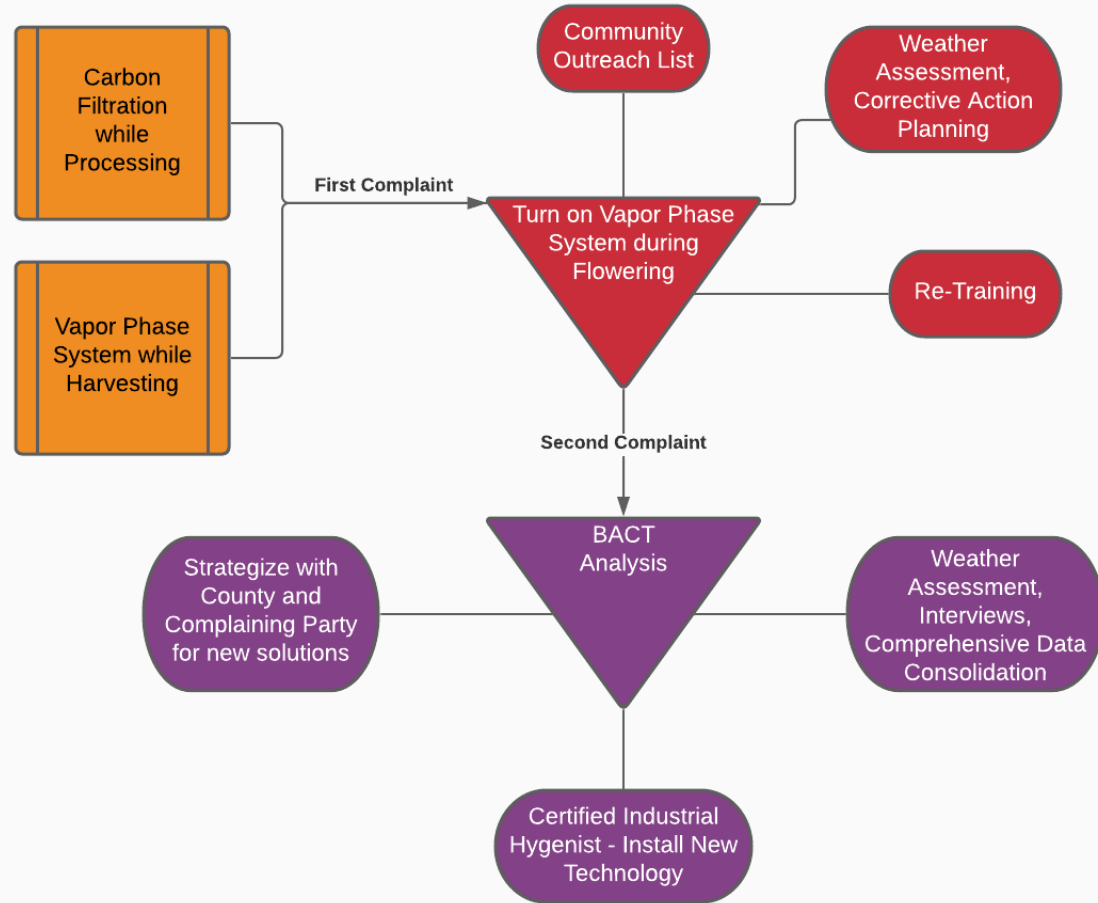 Carbon
Filtration
while
Processing
Vapor Phase
System while
Harvesting
First Complaint
Community
Outreach List
Weather
Assessment,
Corrective Action
Planning
Turn on Vapor Phase
System during
Flowering
Re-Training
Second Complaint
BACT
Analysis
Strategize with
County and
Complaining Party
for new solutions
Weather
Assessment,
Interviews,
Comprehensive Data
Consolidation
Certified Industrial
Hygenist - Install New
Technology